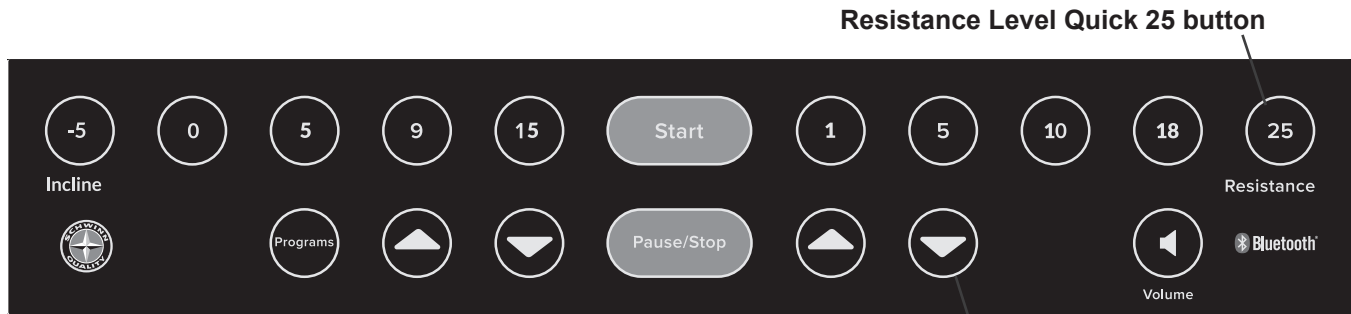 Resistance Level Quick 25 button
-5 0 5 9 15 Start 1 5 10 18 25
Incline Resistance
SCHWINN QUALITY Programs Pause/Stop Bluetooth®
Volume